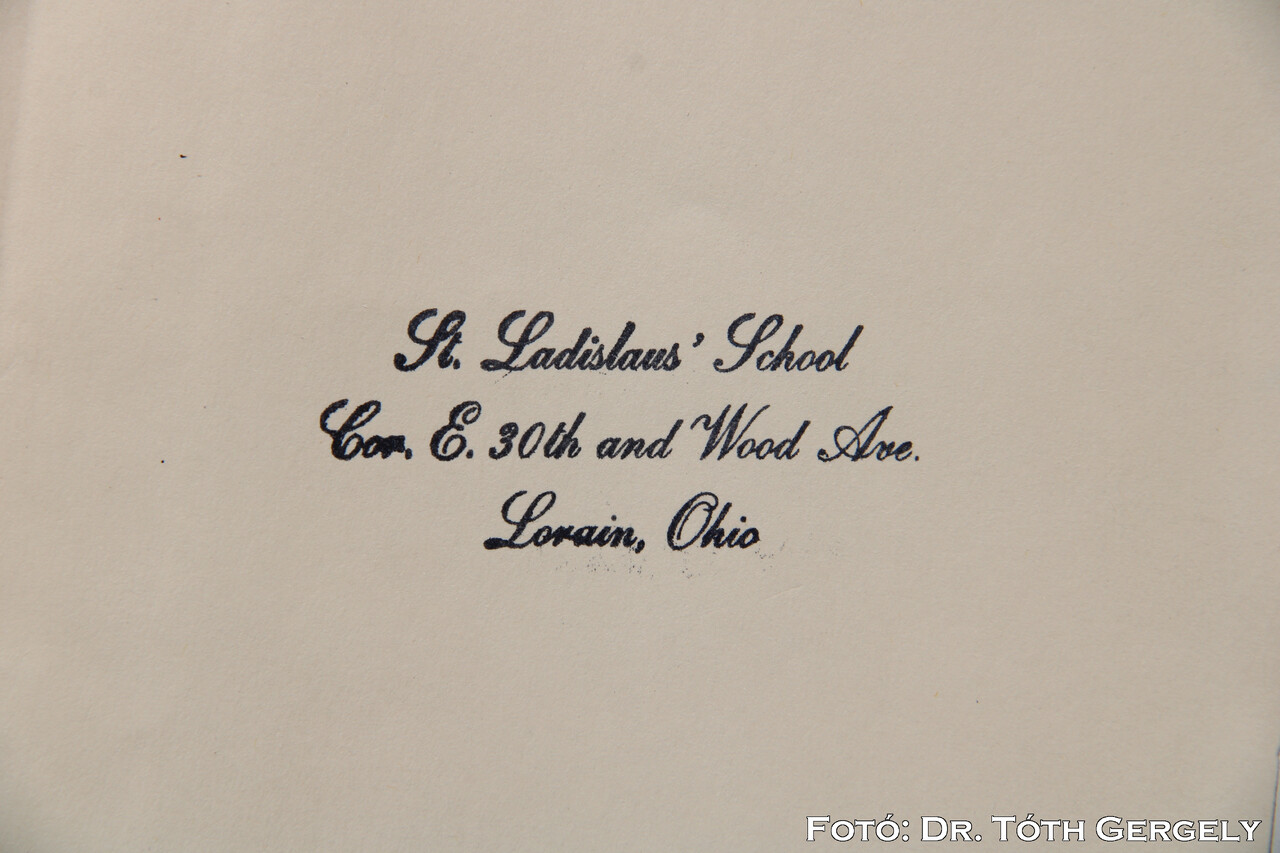 St. Ladislaus' School
Cor. E. 30th and Wood Ave.
Lorain, Ohio
Fotó: Dr. Tóth Gergely